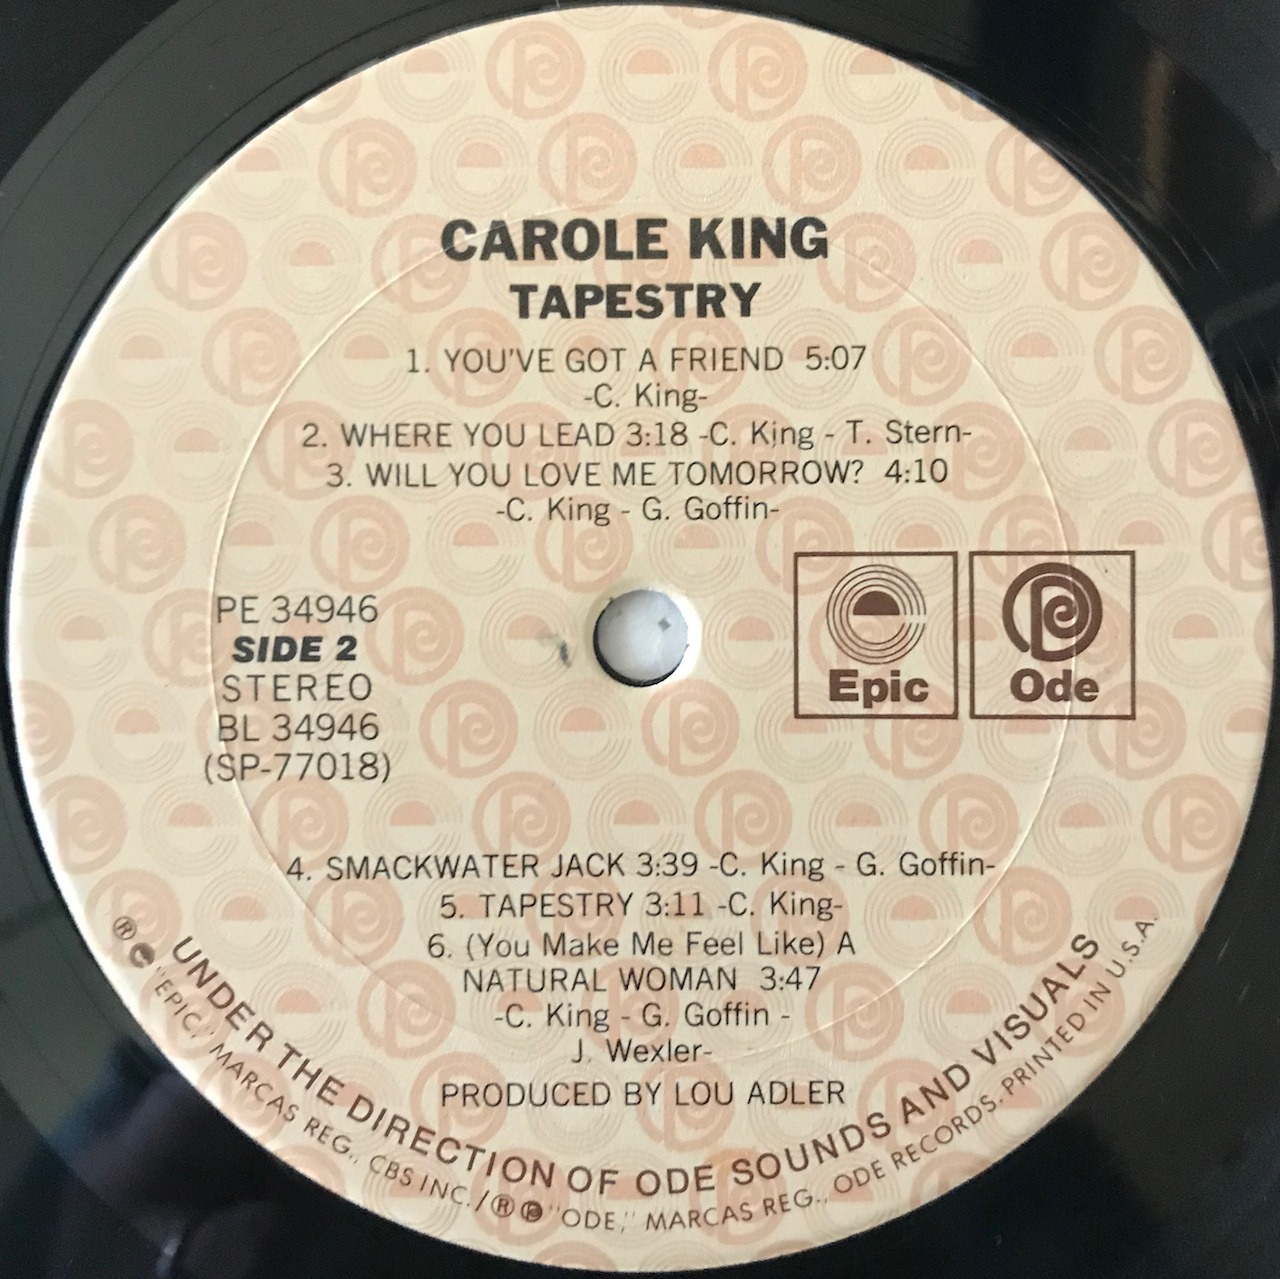 CAROLE KING
TAPESTRY
1. YOU'VE GOT A FRIEND 5:07
-C. King-
2. WHERE YOU LEAD 3:18 -C. King - T. Stern-
3. WILL YOU LOVE ME TOMORROW? 4:10
-C. King - G. Goffin-
PE 34946
SIDE 2
STEREO
BL 34946
(SP-77018)
Epic
Ode
4. SMACKWATER JACK 3:39 -C. King - G. Goffin-
5. TAPESTRY 3:11 -C. King-
6. (You Make Me Feel Like) A
NATURAL WOMAN 3:47
-C. King - G. Goffin -
J. Wexler-
PRODUCED BY LOU ADLER
UNDER THE DIRECTION OF ODE SOUNDS AND VISUALS
® "EPIC," MARCAS REG., CBS INC./® "ODE," MARCAS REG., ODE RECORDS. PRINTED IN U.S.A.